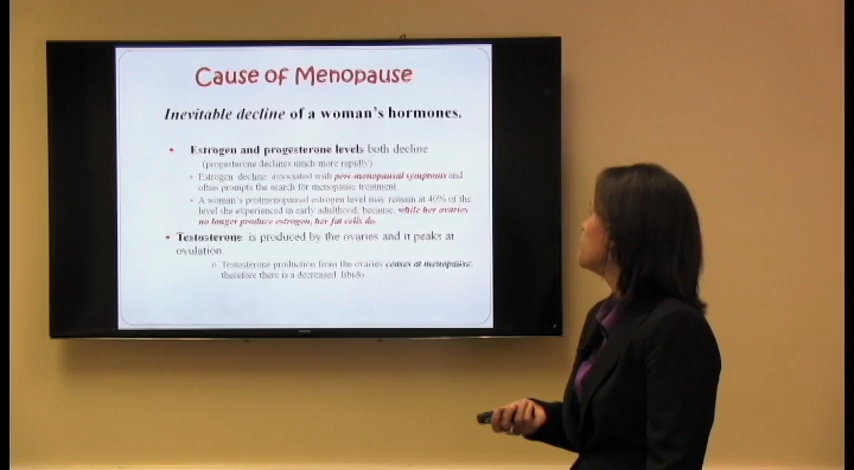 Cause of Menopause
Inevitable decline of a woman's hormones.
• Estrogen and progesterone levels both decline
(progesterone declines much more rapidly)
• Estrogen decline associated with peri-menopausal symptoms and
often prompts the search for menopause treatment.
• A woman's postmenopausal estrogen level may remain at 40% of the
level she experienced in early adulthood, because, while her ovaries
no longer produce estrogen, her fat cells do.
• Testosterone is produced by the ovaries and it peaks at
ovulation.
o Testosterone production from the ovaries ceases at menopause,
therefore there is a decreased libido